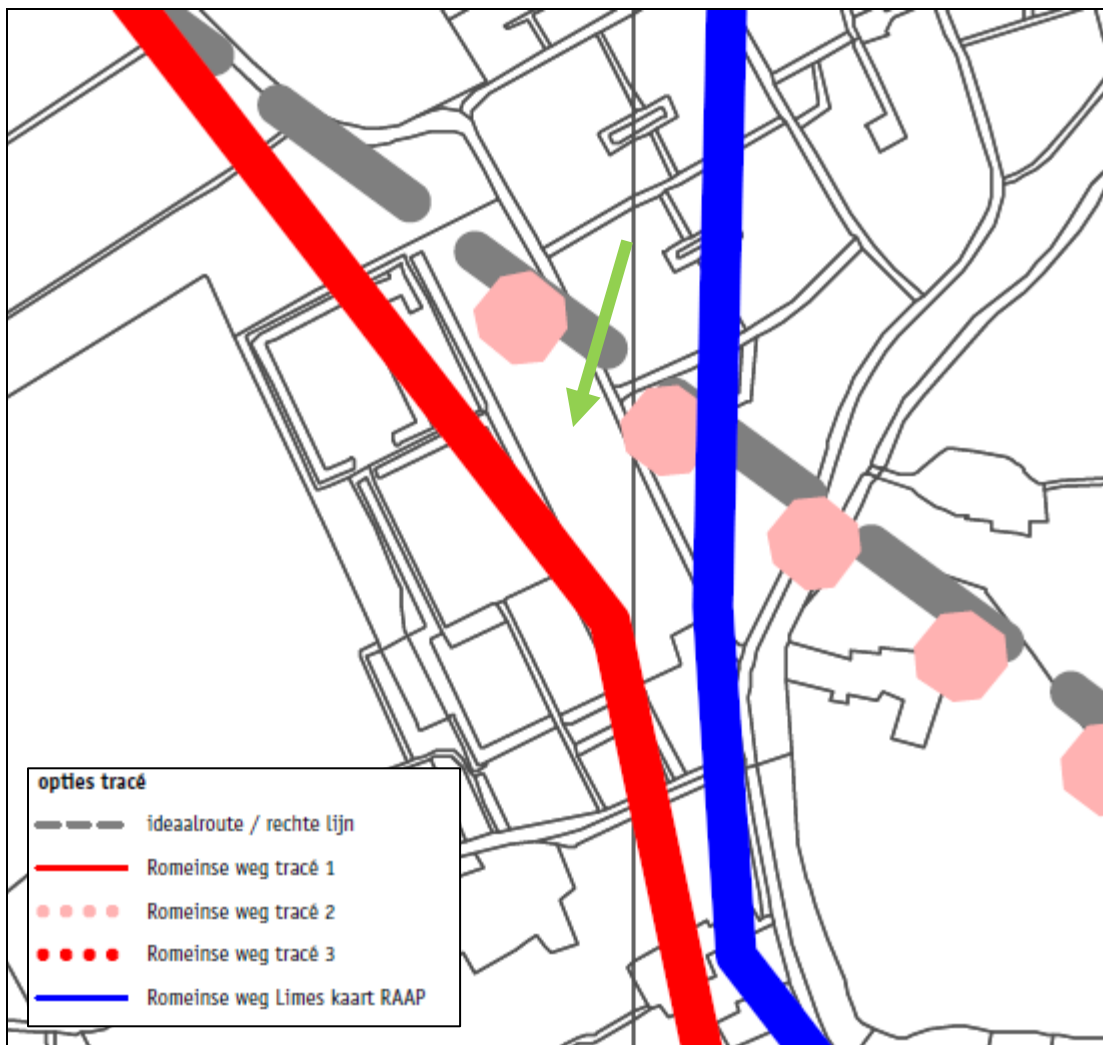 opties tracé
ideaalroute / rechte lijn
Romeinse weg tracé 1
Romeinse weg tracé 2
Romeinse weg tracé 3
Romeinse weg Limes kaart RAAP